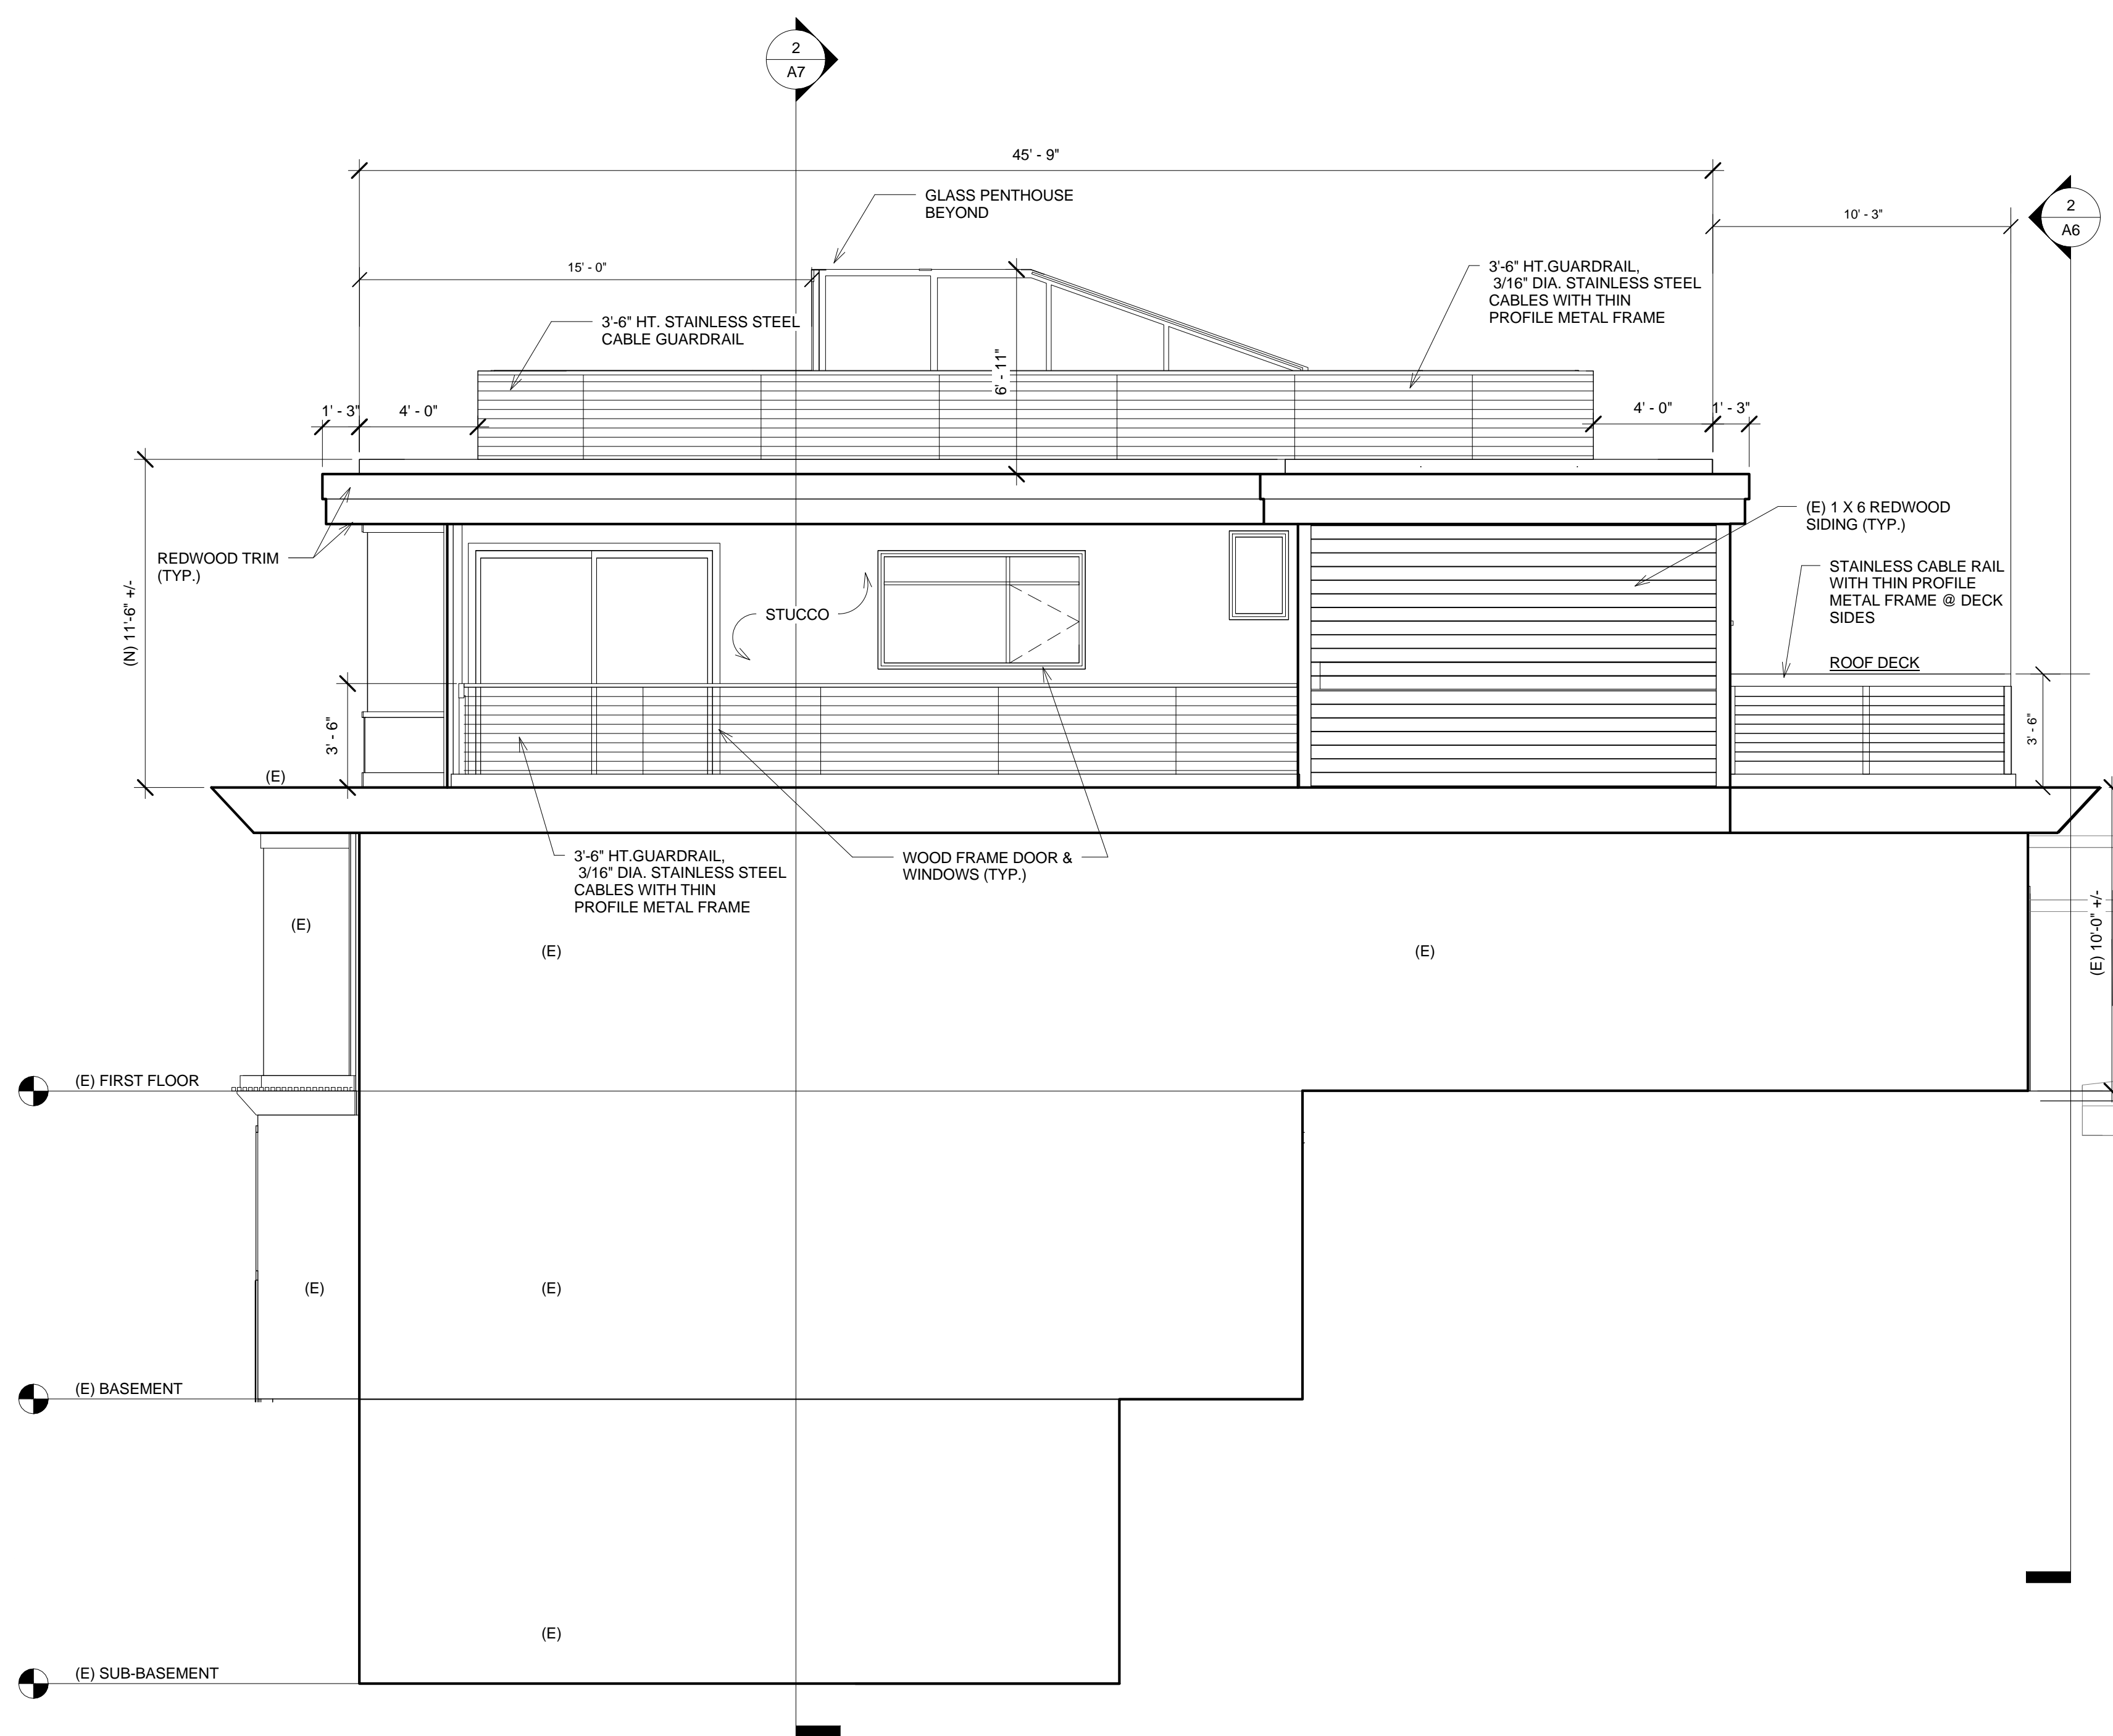 2
A7
45' - 9"
GLASS PENTHOUSE
BEYOND
2
A6
10' - 3"
15' - 0"
3'-6" HT.GUARDRAIL,
3/16" DIA. STAINLESS STEEL
CABLES WITH THIN
PROFILE METAL FRAME
3'-6" HT. STAINLESS STEEL
CABLE GUARDRAIL
6' - 11"
1' - 3"
4' - 0"
4' - 0"
1' - 3"
(E) 1 X 6 REDWOOD
SIDING (TYP.)
REDWOOD TRIM
(TYP.)
STAINLESS CABLE RAIL
WITH THIN PROFILE
METAL FRAME @ DECK
SIDES
(N) 11'-6" +/-
STUCCO
ROOF DECK
3' - 6"
3' - 6"
(E)
3'-6" HT.GUARDRAIL,
3/16" DIA. STAINLESS STEEL
CABLES WITH THIN
PROFILE METAL FRAME
WOOD FRAME DOOR &
WINDOWS (TYP.)
(E)
(E)
(E)
(E) 10'-0" +/-
(E) FIRST FLOOR
(E)
(E)
(E) BASEMENT
(E)
(E) SUB-BASEMENT